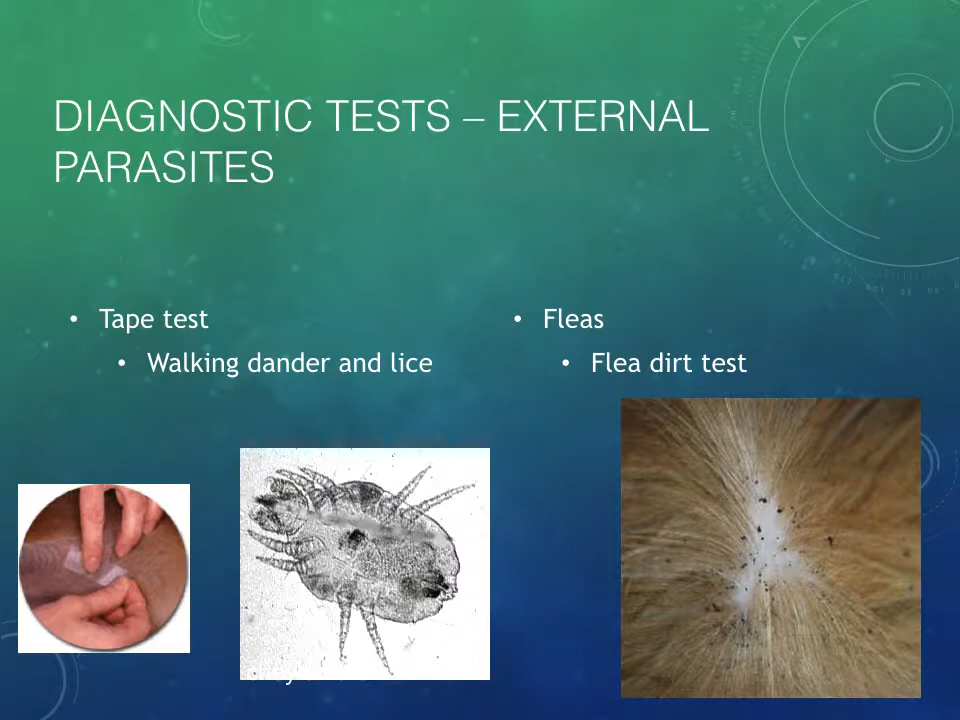 DIAGNOSTIC TESTS – EXTERNAL
PARASITES
• Tape test
• Walking dander and lice
• Fleas
• Flea dirt test